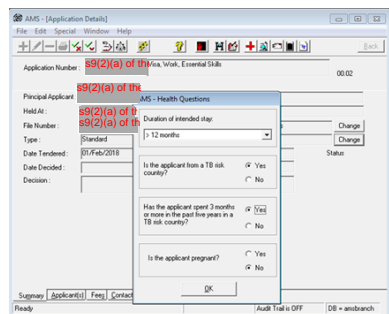 AMS - [Application Details]
File Edit Special Window Help
Back
Application Number : s9(2)(a) of the Visa, Work, Essential Skills
00.02
Principal Applicant s9(2)(a) of the
Held At : s9(2)(a) of th
File Number : s9(2)(a) of th Change
Type : Standard Change
Date Tendered : 01/Feb/2018 Status:
Date Decided :
Decision :
AMS - Health Questions
Duration of intended stay:
> 12 months
Is the applicant from a TB risk
country?
Yes
No
Has the applicant spent 3 months
or more in the past five years in a
TB risk country?
Yes
No
Is the applicant pregnant?
Yes
No
OK
Summary Applicant(s) Fees Contact
Ready Audit Trail is OFF DB = ansbranch